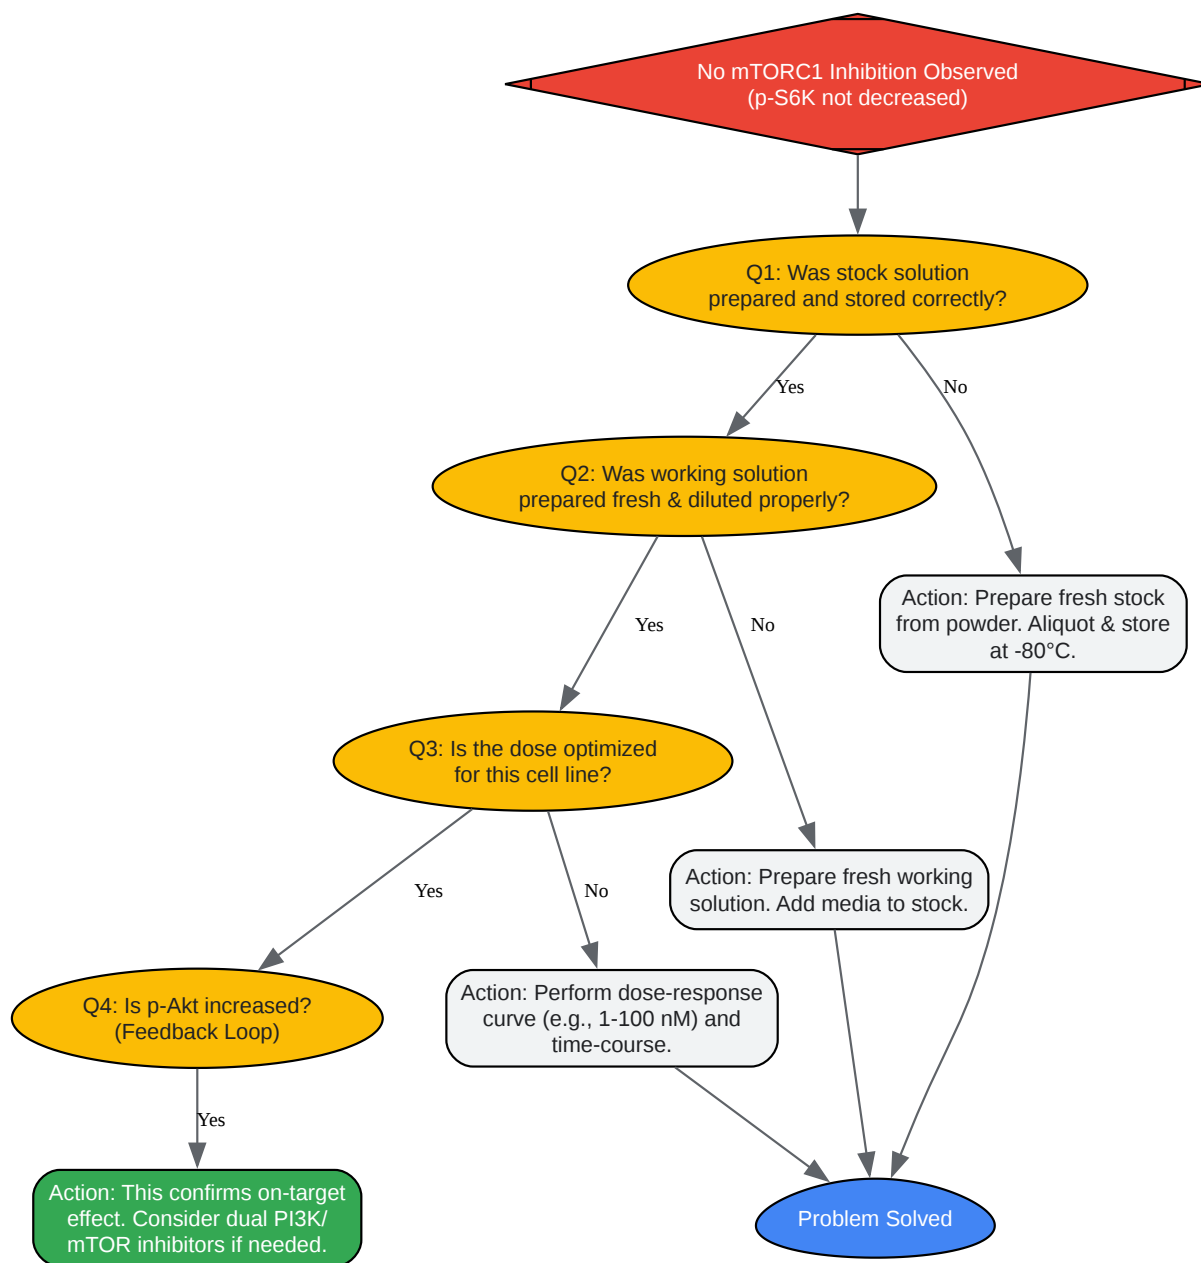 No mTORC1 Inhibition Observed
(p-S6K not decreased)
Q1: Was stock solution
prepared and stored correctly?
Yes
No
Q2: Was working solution
prepared fresh & diluted properly?
Action: Prepare fresh stock
from powder. Aliquot & store
at -80°C.
Yes
No
Q3: Is the dose optimized
for this cell line?
Action: Prepare fresh working
solution. Add media to stock.
Yes
No
Q4: Is p-Akt increased?
(Feedback Loop)
Action: Perform dose-response
curve (e.g., 1-100 nM) and
time-course.
Yes
Action: This confirms on-target
effect. Consider dual PI3K/
mTOR inhibitors if needed.
Problem Solved